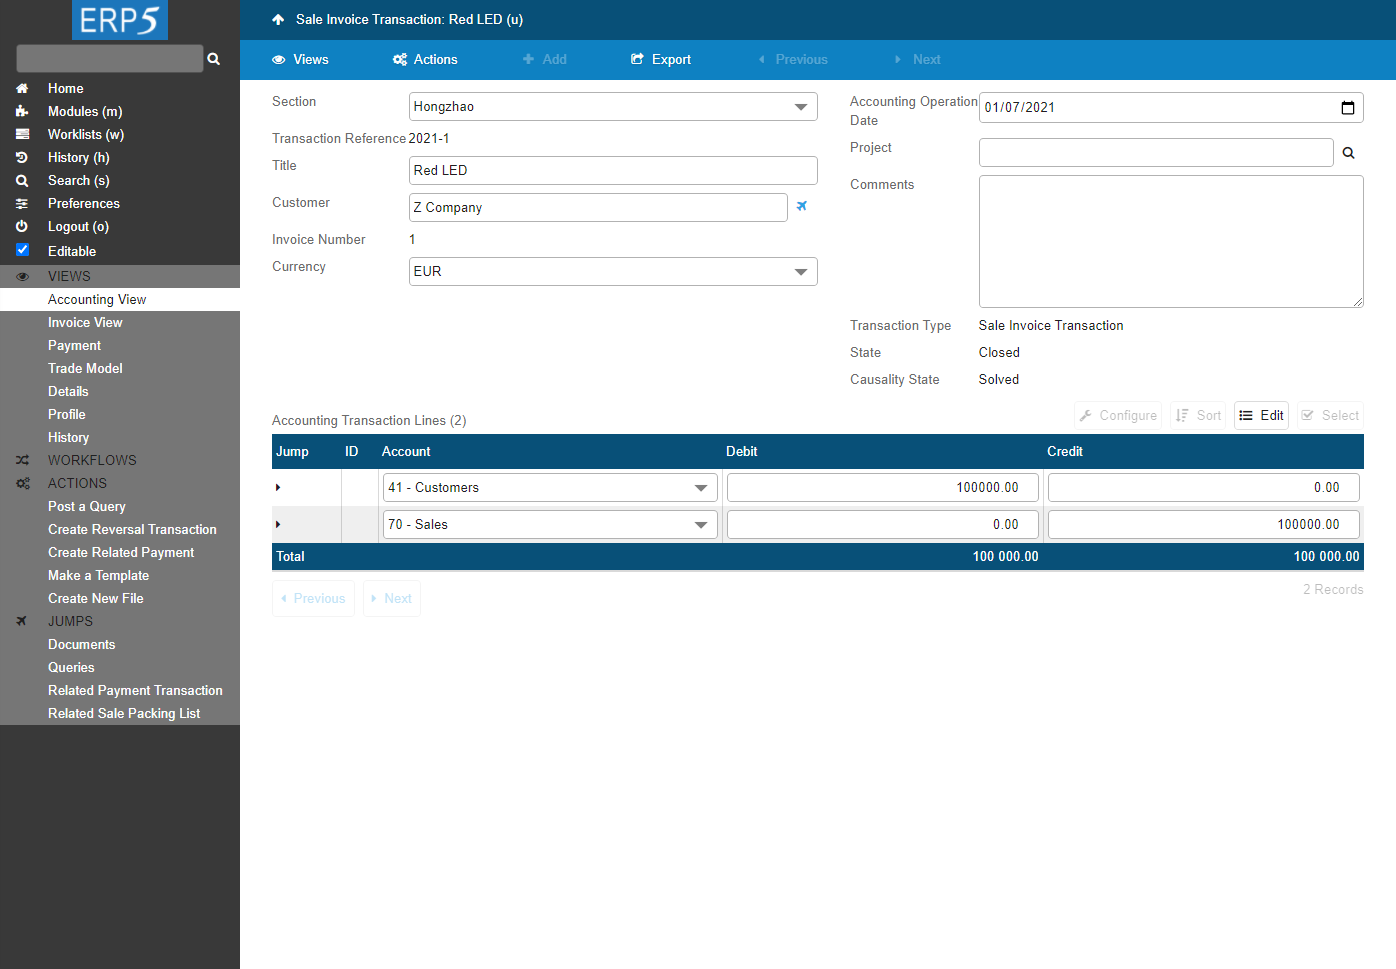 ERP5
Home
Modules (m)
Worklists (w)
History (h)
Search (s)
Preferences
Logout (o)
Editable
VIEWS
Accounting View
Invoice View
Payment
Trade Model
Details
Profile
History
WORKFLOWS
ACTIONS
Post a Query
Create Reversal Transaction
Create Related Payment
Make a Template
Create New File
JUMPS
Documents
Queries
Related Payment Transaction
Related Sale Packing List
Sale Invoice Transaction: Red LED (u)
Views Actions Add Export Previous Next
Section Hongzhao
Transaction Reference 2021-1
Title Red LED
Customer Z Company
Invoice Number 1
Currency EUR
Accounting Operation Date 01/07/2021
Project
Comments
Transaction Type Sale Invoice Transaction
State Closed
Causality State Solved
Accounting Transaction Lines (2)
Configure Sort Edit Select
Jump ID Account Debit Credit
41 - Customers 100000.00 0.00
70 - Sales 0.00 100000.00
Total 100 000.00 100 000.00
Previous Next 2 Records